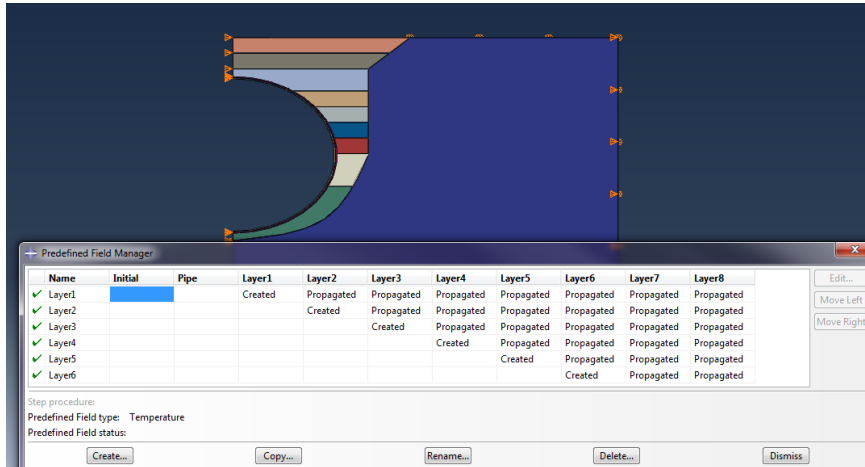 Predefined Field Manager
Name Initial Pipe Layer1 Layer2 Layer3 Layer4 Layer5 Layer6 Layer7 Layer8
Layer1 Created Propagated Propagated Propagated Propagated Propagated Propagated Propagated
Layer2 Created Propagated Propagated Propagated Propagated Propagated Propagated
Layer3 Created Propagated Propagated Propagated Propagated Propagated
Layer4 Created Propagated Propagated Propagated Propagated
Layer5 Created Propagated Propagated Propagated
Layer6 Created Propagated Propagated
Edit...
Move Left
Move Right
Step procedure:
Predefined Field type: Temperature
Predefined Field status:
Create... Copy... Rename... Delete... Dismiss